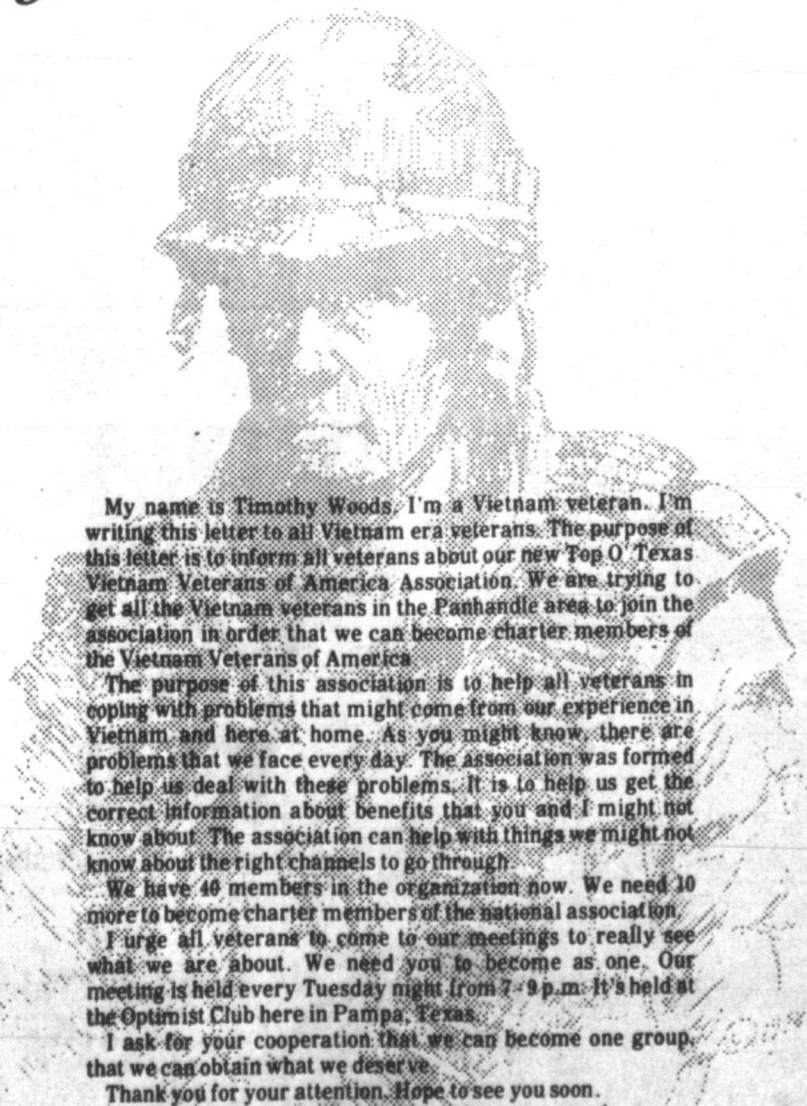 My name is Timothy Woods. I'm a Vietnam veteran. I'm
writing this letter to all Vietnam era veterans. The purpose of
this letter is to inform all veterans about our new Top O' Texas
Vietnam Veterans of America Association. We are trying to
get all the Vietnam veterans in the Panhandle area to join the
association in order that we can become charter members of
the Vietnam Veterans of America
The purpose of this association is to help all veterans in
coping with problems that might come from our experience in
Vietnam and here at home. As you might know, there are
problems that we face every day. The association was formed
to help us deal with these problems. It is to help us get the
correct information about benefits that you and I might not
know about. The association can help with things we might not
know about the right channels to go through.
We have 40 members in the organization now. We need 10
more to become charter members of the national association.
I urge all veterans to come to our meetings to really see
what we are about. We need you to become as one. Our
meeting is held every Tuesday night from 7 - 9 p.m. It's held at
the Optimist Club here in Pampa, Texas.
I ask for your cooperation that we can become one group,
that we can obtain what we deserve.
Thank you for your attention. Hope to see you soon.